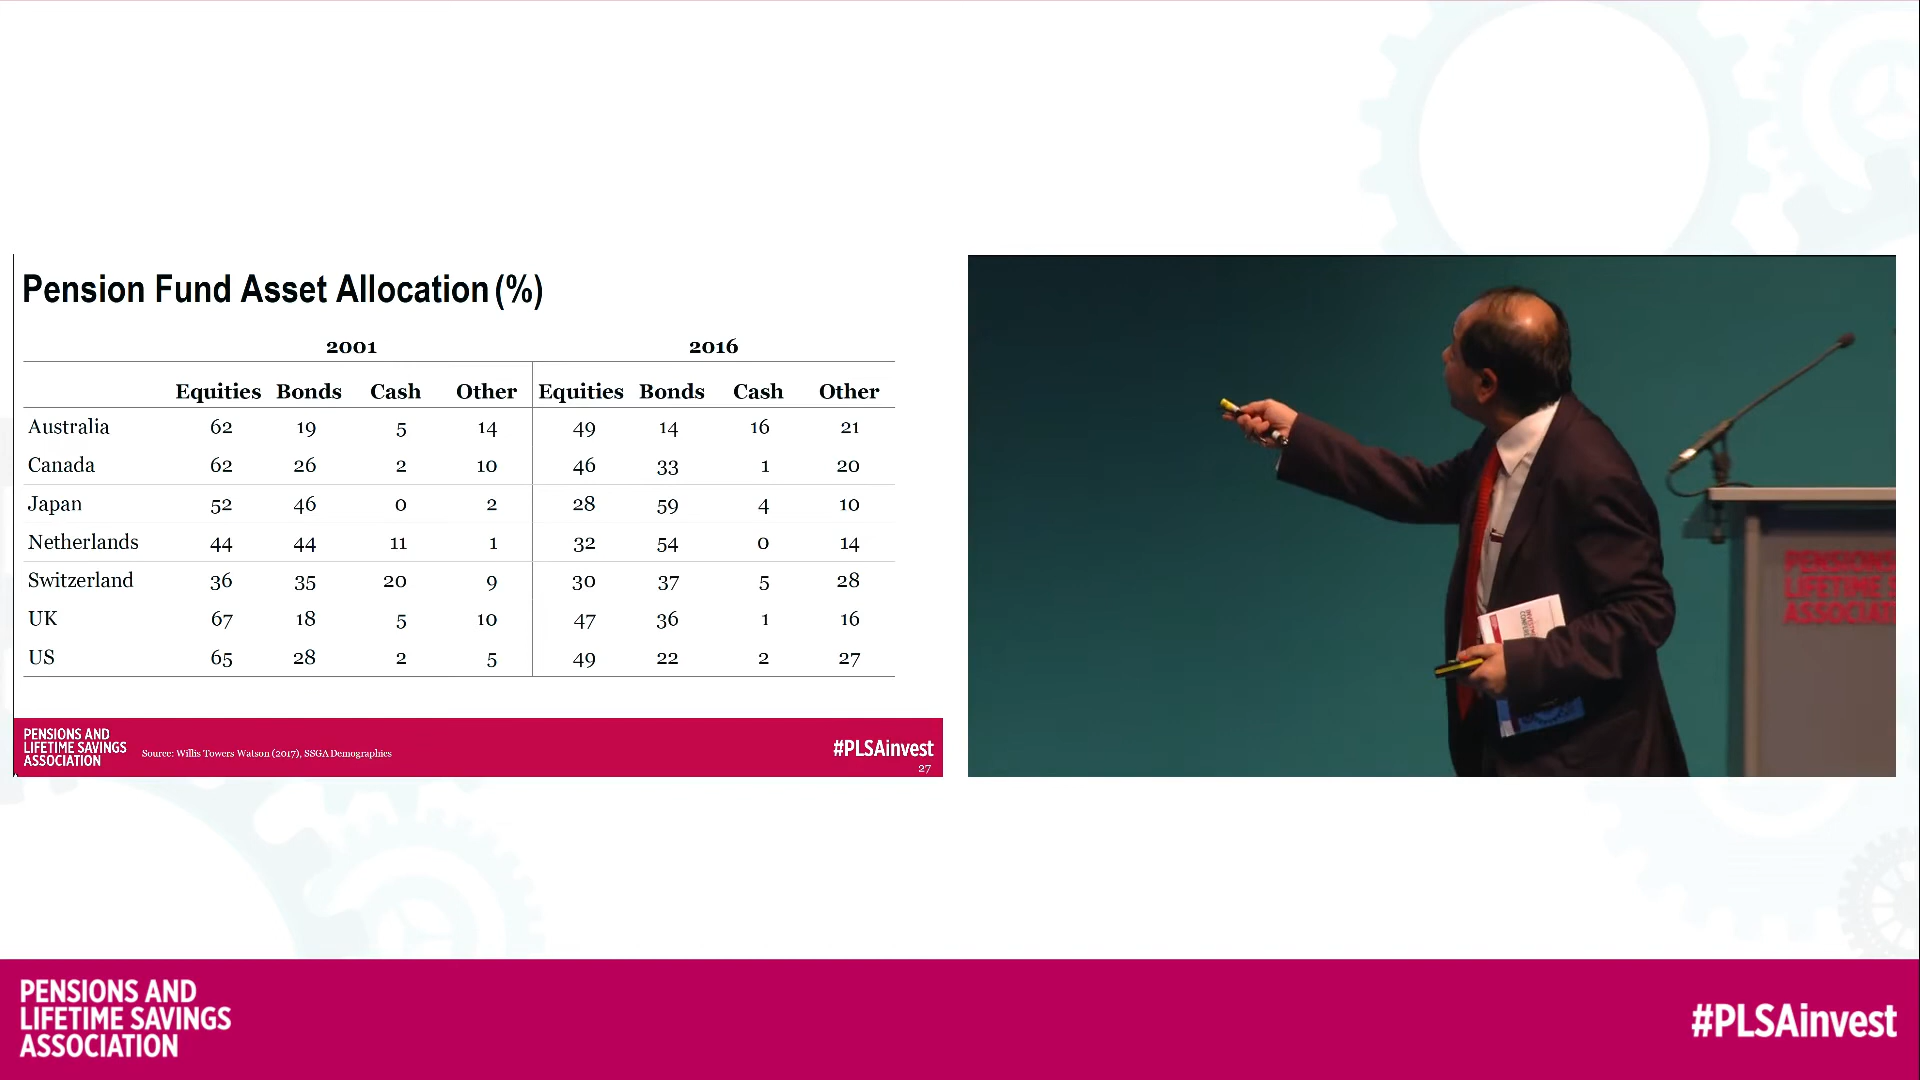 Pension Fund Asset Allocation (%)
2001 2016
Equities Bonds Cash Other Equities Bonds Cash Other
Australia 62 19 5 14 49 14 16 21
Canada 62 26 2 10 46 33 1 20
Japan 52 46 0 2 28 59 4 10
Netherlands 44 44 11 1 32 54 0 14
Switzerland 36 35 20 9 30 37 5 28
UK 67 18 5 10 47 36 1 16
US 65 28 2 5 49 22 2 27
PENSIONS AND
LIFETIME SAVINGS
ASSOCIATION
Source: Willis Towers Watson (2017), SSGA Demographics
#PLSAinvest
27
PENSIONS
LIFETIME S
ASSOCIATI
PENSIONS AND
LIFETIME SAVINGS
ASSOCIATION
#PLSAinvest